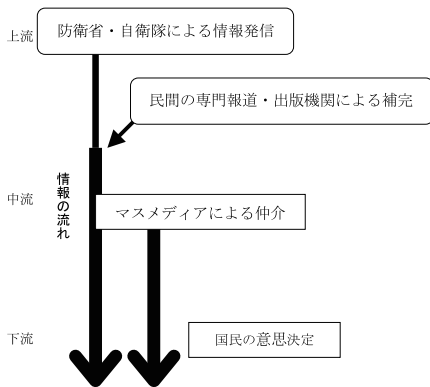 上流
防衛省・自衛隊による情報発信
民間の専門報道・出版機関による補完
情報の流れ
中流
マスメディアによる仲介
下流
国民の意思決定